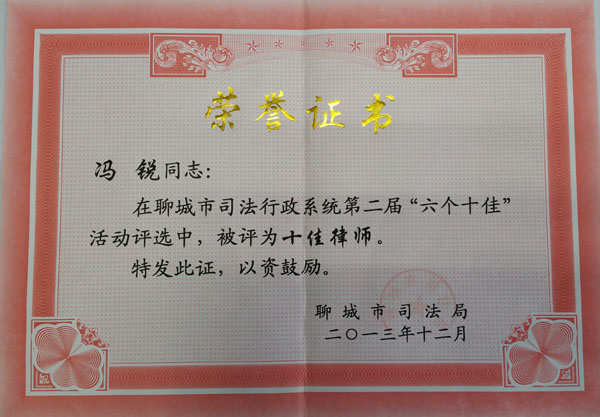 荣誉证书
冯 锐同志：
在聊城市司法行政系统第二届“六个十佳”
活动评选中，被评为十佳律师。
特发此证，以资鼓励。
聊城市司法局
二〇一三年十二月